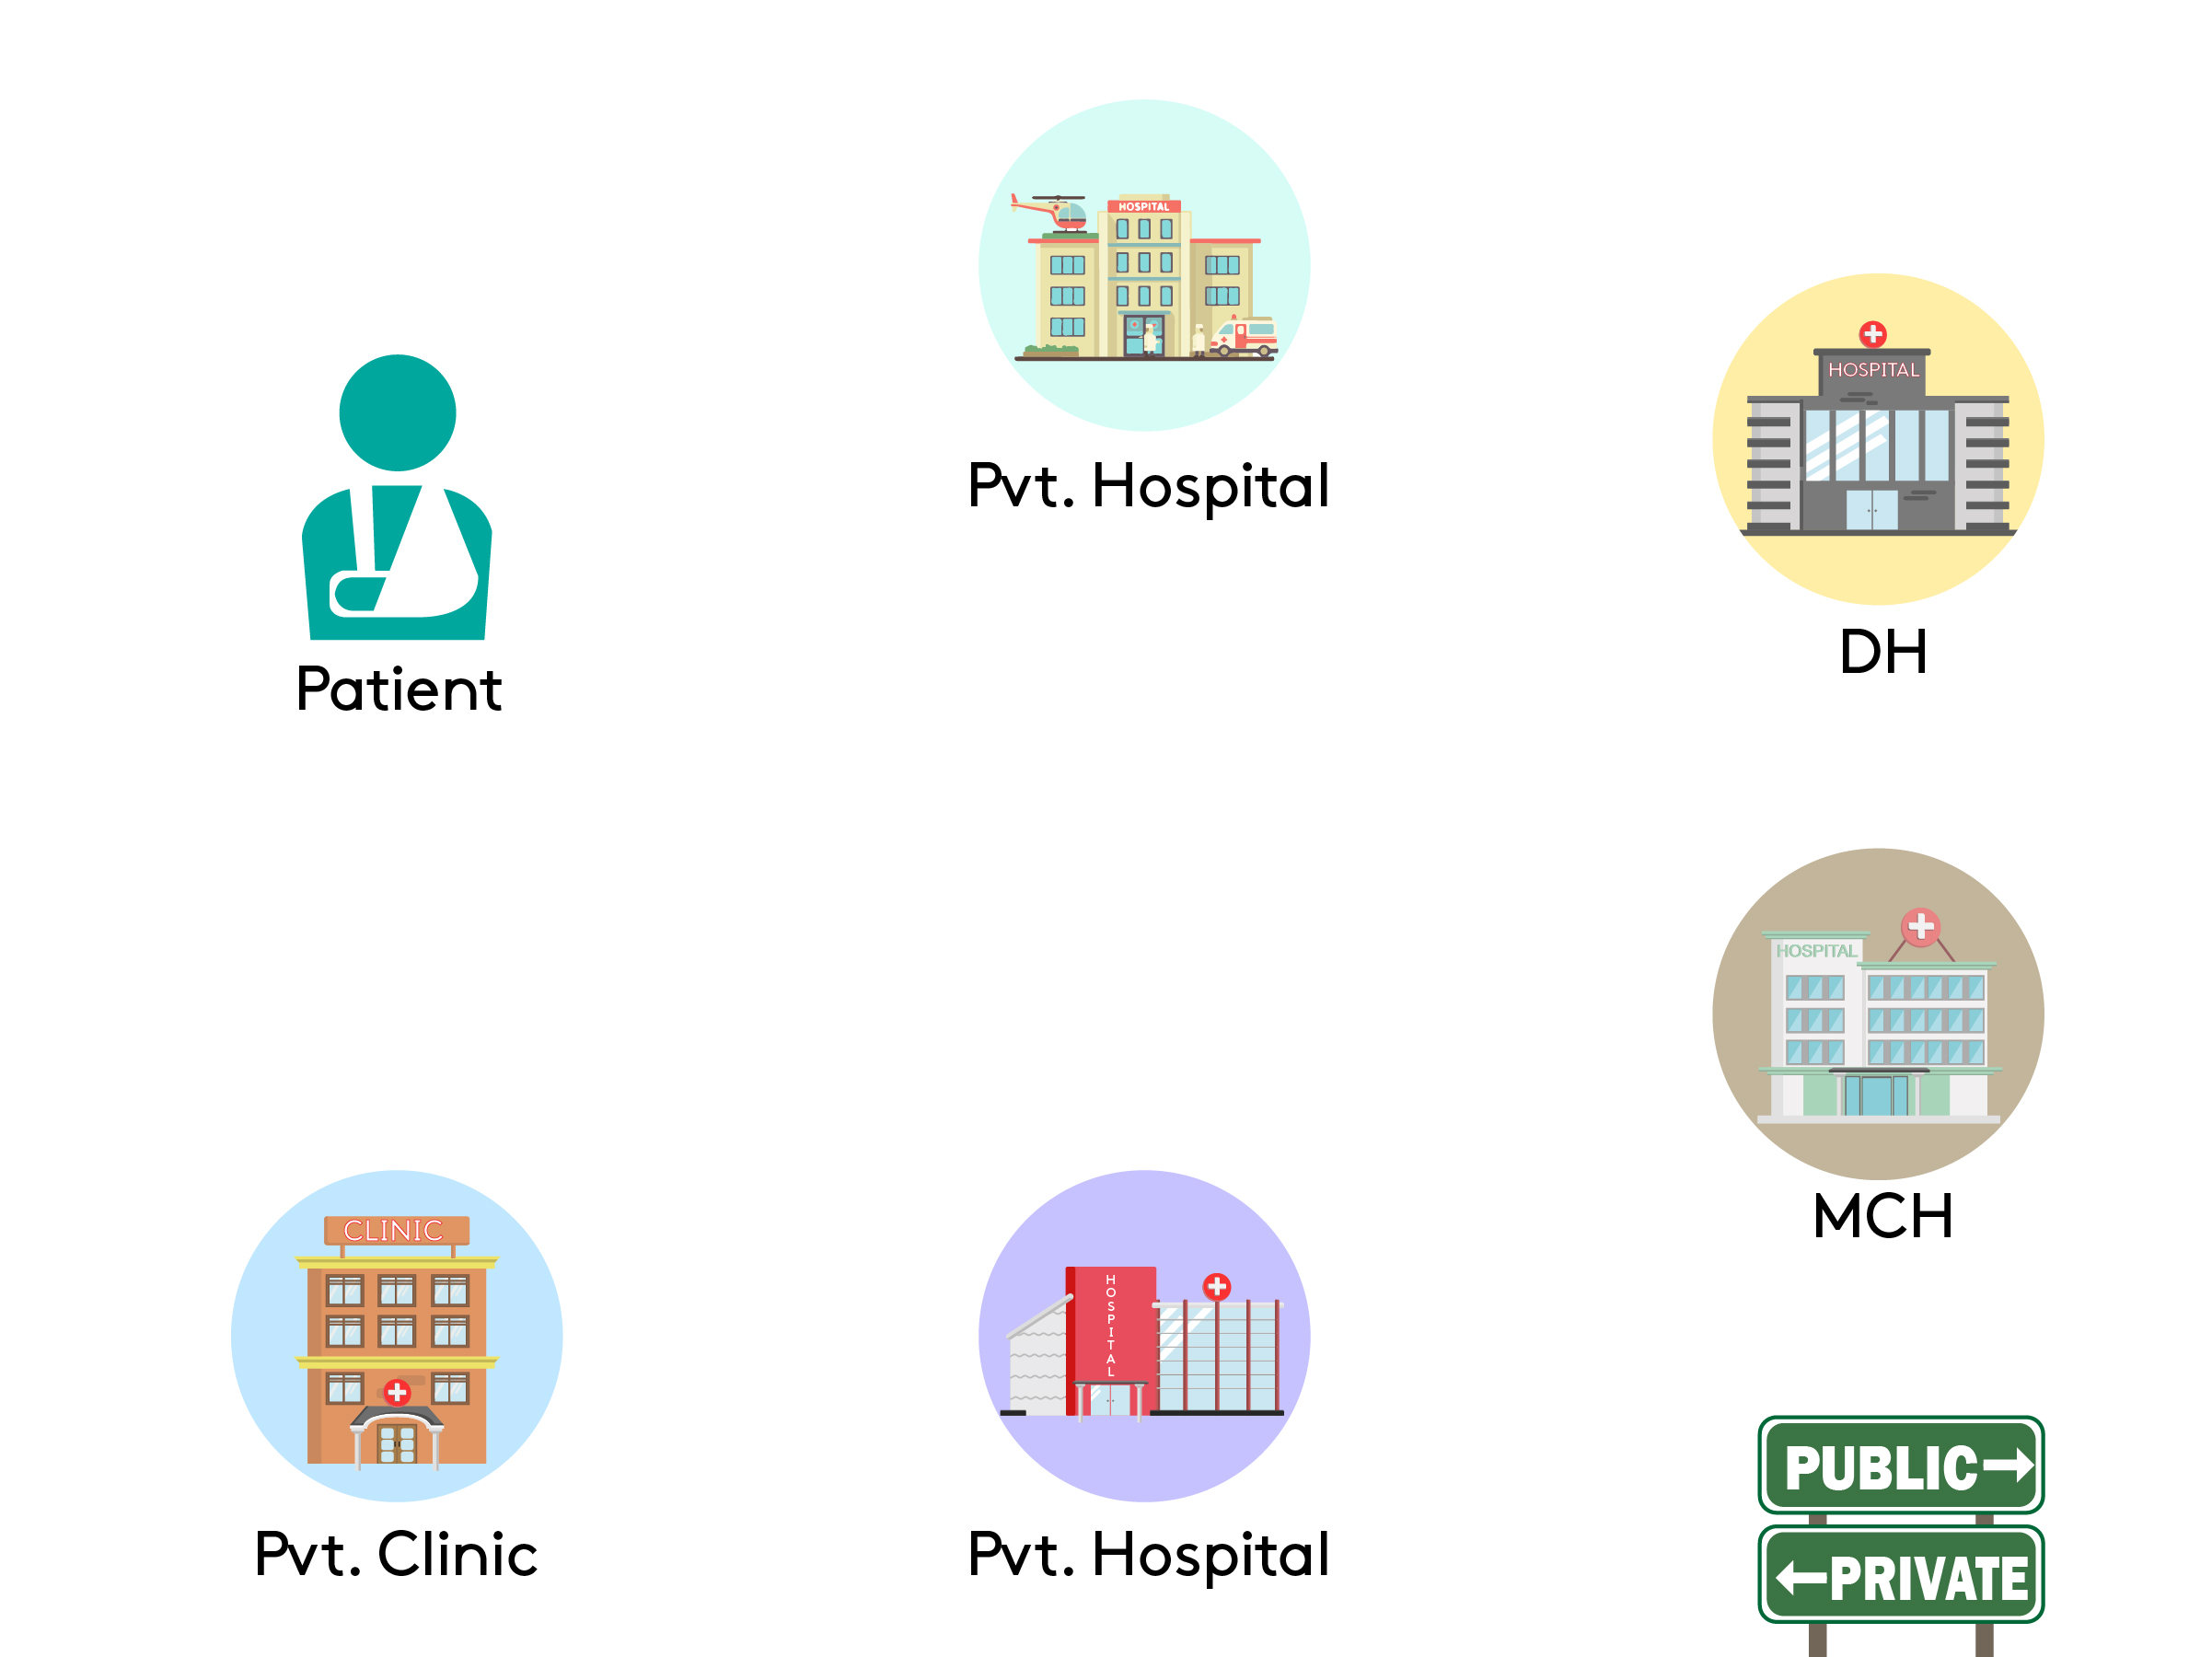 HOSPITAL
Pvt. Hospital
HOSPITAL
DH
Patient
HOSPITAL
MCH
CLINIC
Pvt. Clinic
HOSPITAL
Pvt. Hospital
PUBLIC
PRIVATE